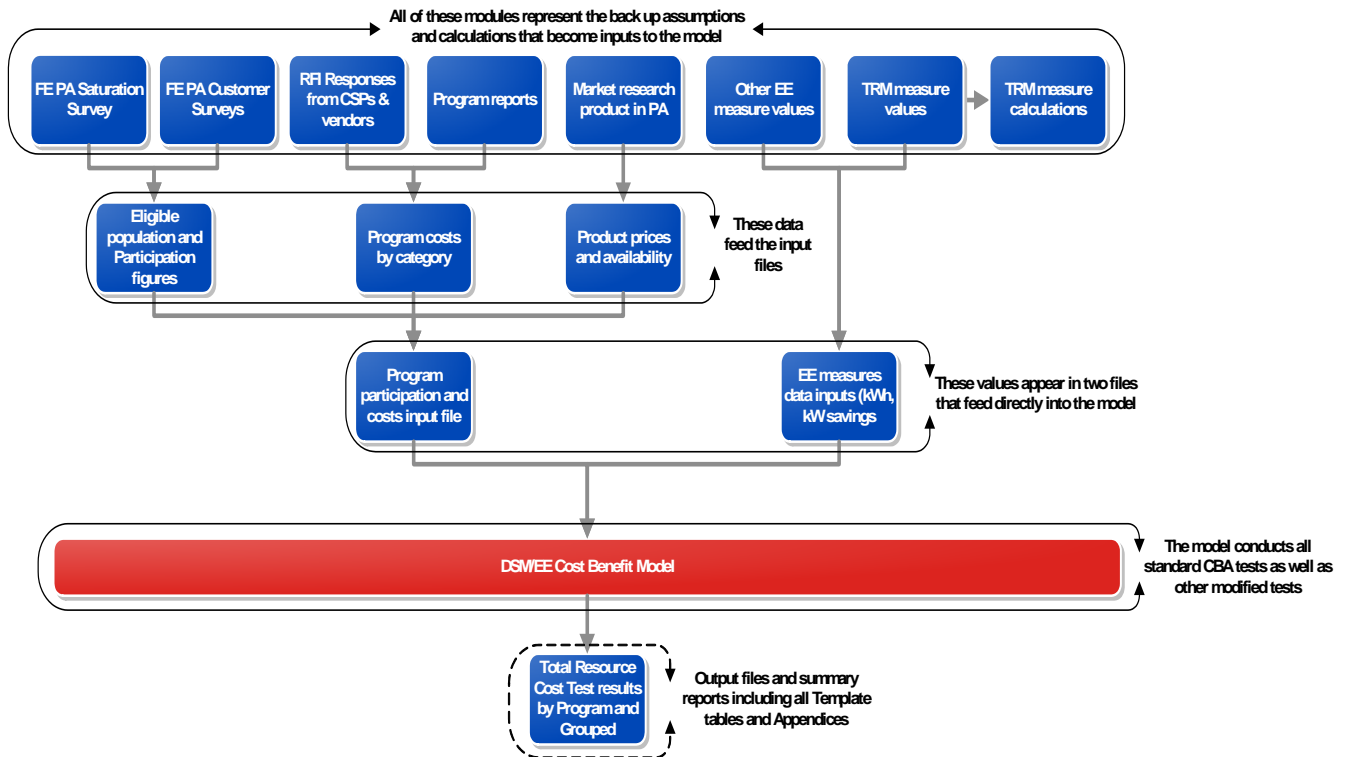 All of these modules represent the back up assumptions
and calculations that become inputs to the model
FE PA Saturation
Survey
FE PA Customer
Surveys
RFI Responses
from CSPs &
vendors
Program reports
Market research
product in PA
Other EE
measure values
TRM measure
values
TRM measure
calculations
Eligible
population and
Participation
figures
Program costs
by category
Product prices
and availability
These data
feed the input
files
Program
participation and
costs input file
EE measures
data inputs (kWh,
kW savings
These values appear in two files
that feed directly into the model
DSM/EE Cost Benefit Model
The model conducts all
standard CBA tests as well as
other modified tests
Total Resource
Cost Test results
by Program and
Grouped
Output files and summary
reports including all Template
tables and Appendices